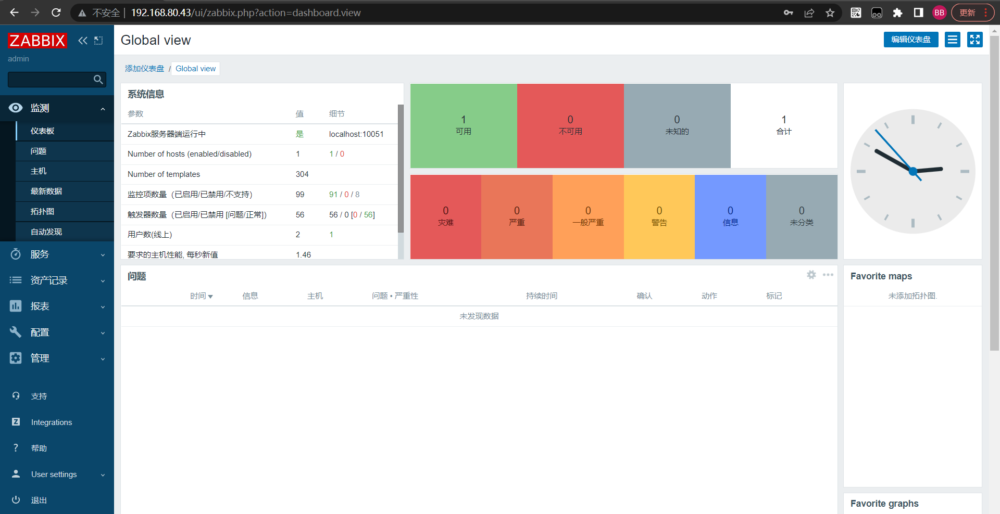 不安全 | 192.168.80.43/ui/zabbix.php?action=dashboard.view
BB
更新
ZABBIX
admin
监测
仪表板
问题
主机
最新数据
拓扑图
自动发现
服务
资产记录
报表
配置
管理
支持
Z Integrations
? 帮助
User settings
退出
Global view
编辑仪表盘
添加仪表盘 / Global view
系统信息
参数 值 细节
Zabbix服务器端运行中 是 localhost:10051
Number of hosts (enabled/disabled) 1 1 / 0
Number of templates 304
监控项数量（已启用/已禁用/不支持） 99 91 / 0 / 8
触发器数量（已启用/已禁用 [问题/正常]） 56 56 / 0 [0 / 56]
用户数(线上) 2 1
要求的主机性能, 每秒新值 1.46
1 0 0 1
可用 不可用 未知的 合计
0 0 0 0 0 0
灾难 严重 一般严重 警告 信息 未分类
问题
时间 信息 主机 问题 • 严重性 持续时间 确认 动作 标记
未发现数据
Favorite maps
未添加拓扑图.
Favorite graphs